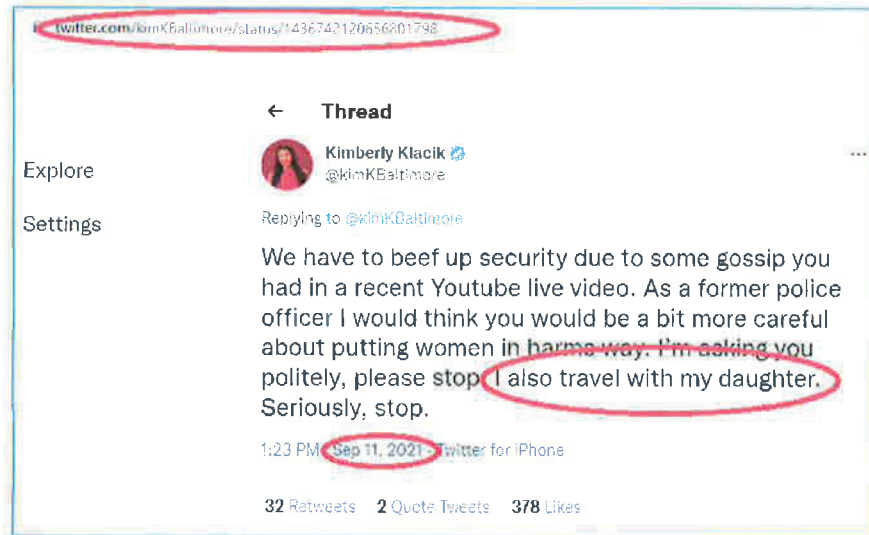 twitter.com/kimKBaltimore/status/1436742120656801798
← Thread
Kimberly Klacik
@kimKBaltimore
...
Explore
Replying to @kimKBaltimore
Settings
We have to beef up security due to some gossip you
had in a recent Youtube live video. As a former police
officer I would think you would be a bit more careful
about putting women in harms way. I'm asking you
politely, please stop. I also travel with my daughter.
Seriously, stop.
1:23 PM · Sep 11, 2021 · Twitter for iPhone
32 Retweets 2 Quote Tweets 378 Likes